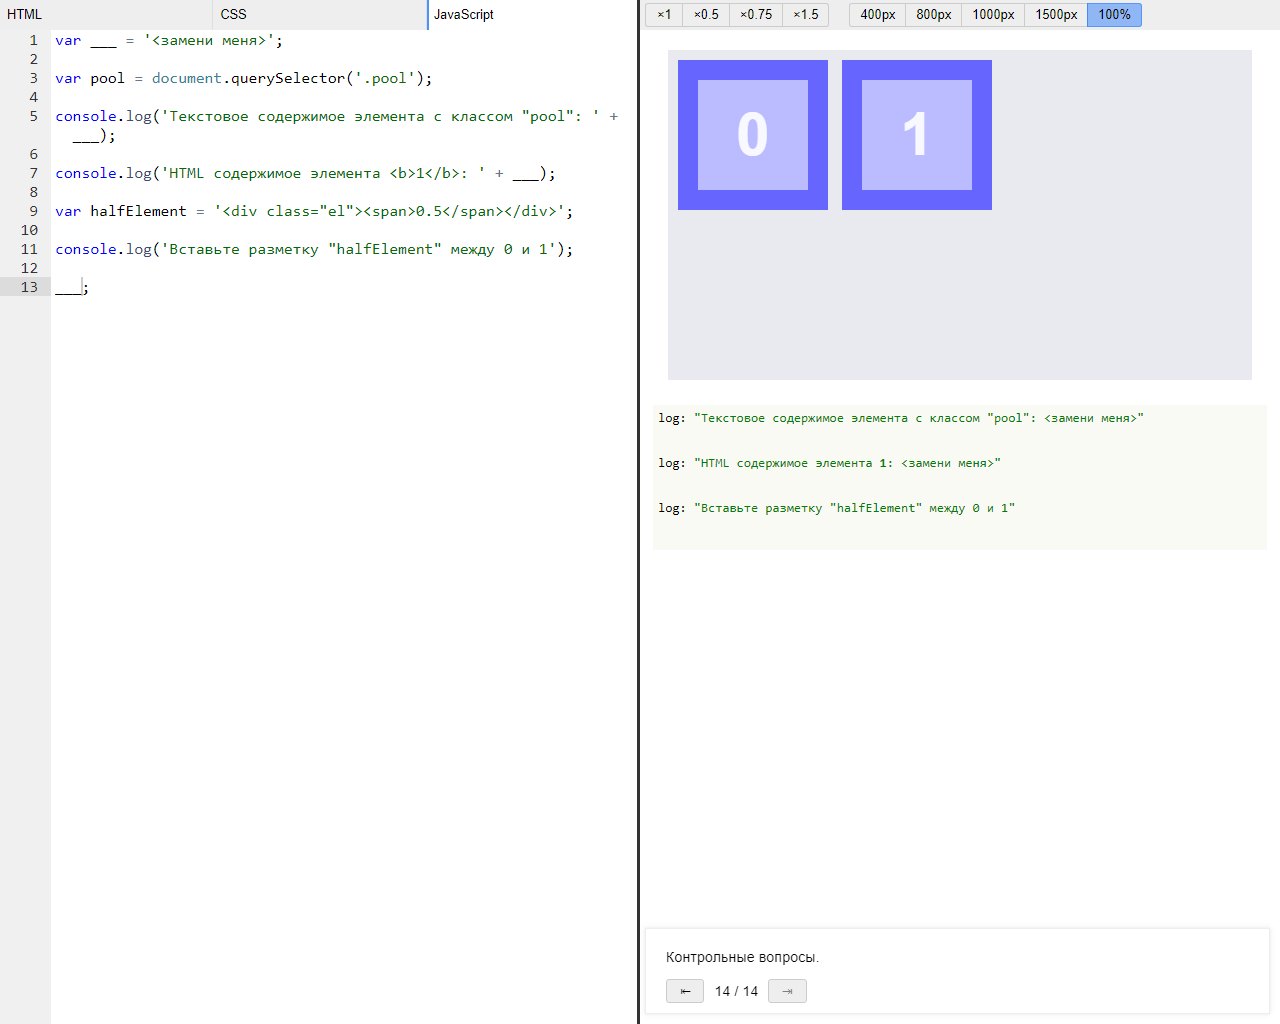 HTML CSS JavaScript
1 var ___ = '<замени меня>';
2
3 var pool = document.querySelector('.pool');
4
5 console.log('Текстовое содержимое элемента с классом "pool": ' +
___);
6
7 console.log('HTML содержимое элемента <b>1</b>: ' + ___);
8
9 var halfElement = '<div class="el"><span>0.5</span></div>';
10
11 console.log('Вставьте разметку "halfElement" между 0 и 1');
12
13 ___;
×1 ×0.5 ×0.75 ×1.5 400px 800px 1000px 1500px 100%
0 1
log: "Текстовое содержимое элемента с классом "pool": <замени меня>"
log: "HTML содержимое элемента 1: <замени меня>"
log: "Вставьте разметку "halfElement" между 0 и 1"
Контрольные вопросы.
⇤ 14 / 14 ⇥